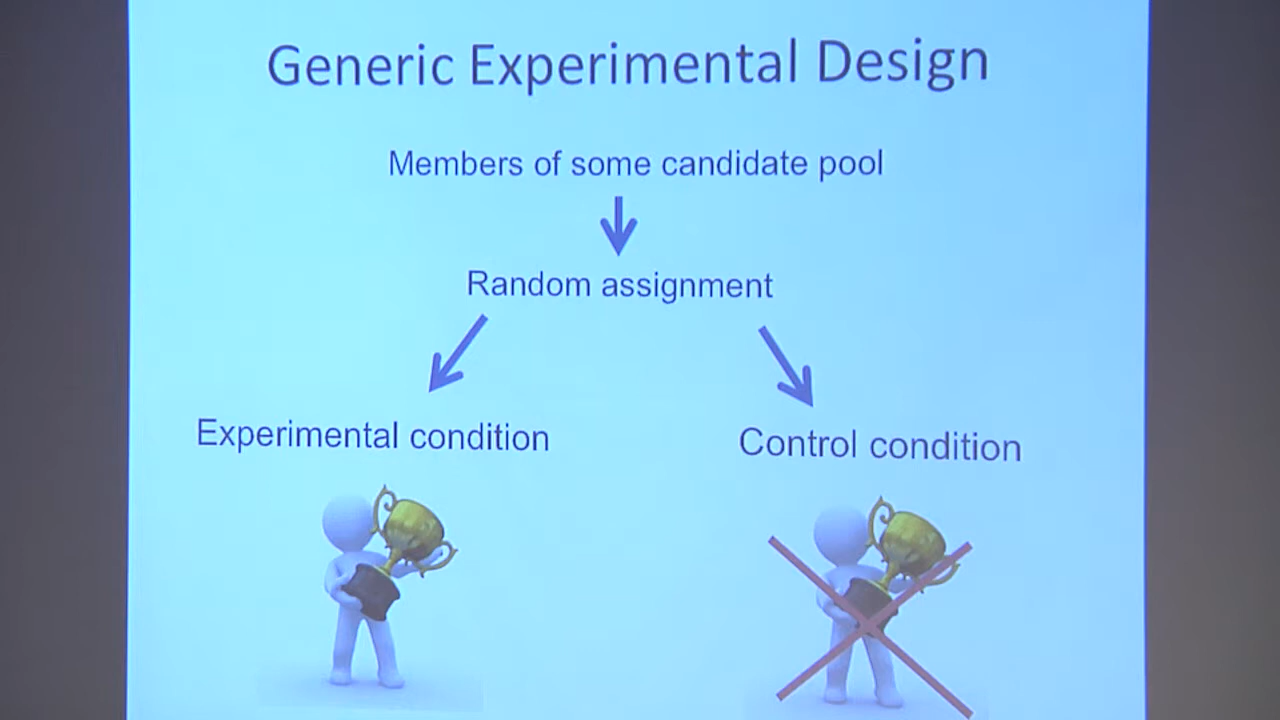 Generic Experimental Design
Members of some candidate pool
Random assignment
Experimental condition
Control condition